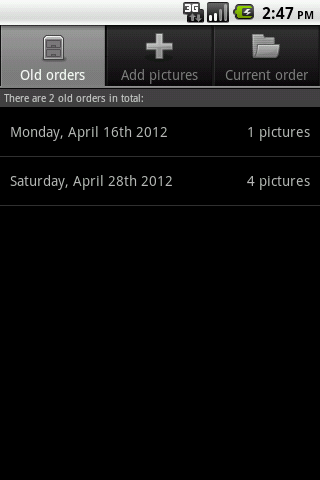 3G 2:47 PM
Old orders Add pictures Current order
There are 2 old orders in total:
Monday, April 16th 2012 1 pictures
Saturday, April 28th 2012 4 pictures